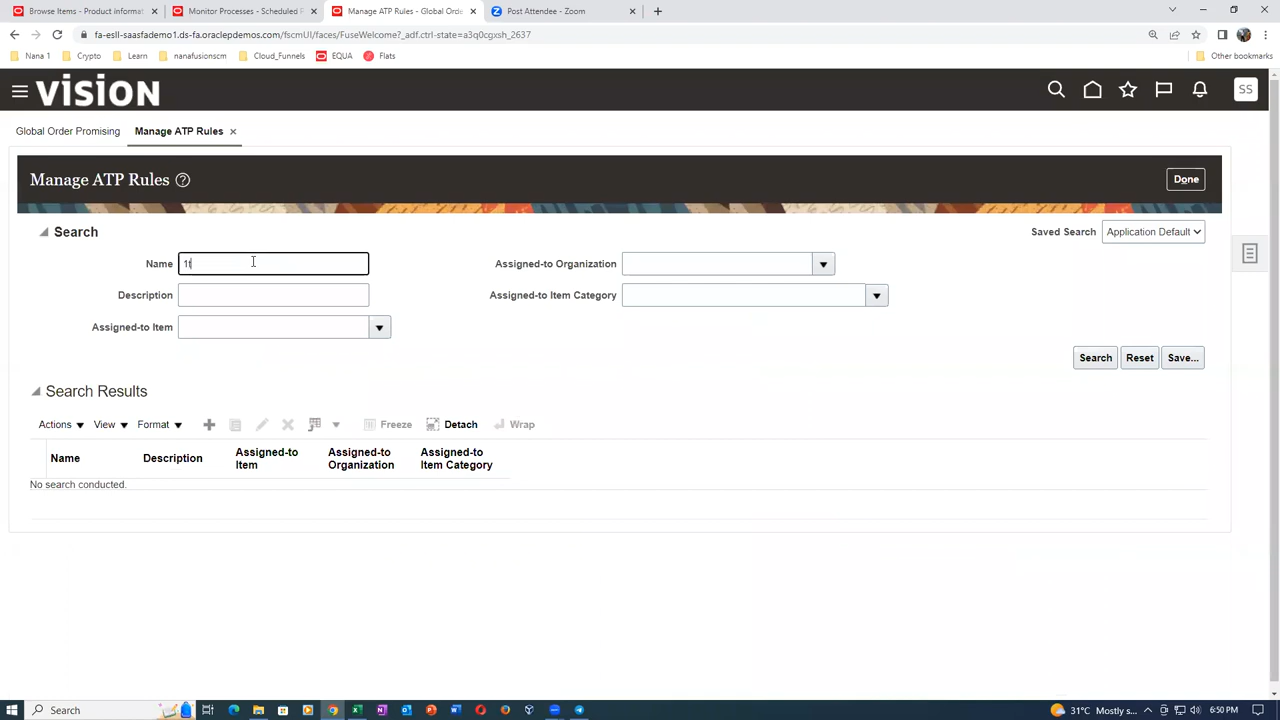 Browse Items - Product informat
Monitor Processes - Scheduled P
Manage ATP Rules - Global Orde
Post Attendee - Zoom
fa-esll-saasfademo1.ds-fa.oraclepdemos.com/fscmUI/faces/FuseWelcome?_adf.ctrl-state=a3q0cgxsh_2637
Nana 1
Crypto
Learn
nanafusionscm
Cloud_Funnels
EQUA
Flats
Other bookmarks
VISION
SS
Global Order Promising
Manage ATP Rules
Manage ATP Rules
Done
Search
Saved Search Application Default
Name 1t
Assigned-to Organization
Description
Assigned-to Item Category
Assigned-to Item
Search Reset Save...
Search Results
Actions View Format Freeze Detach Wrap
Name
Description
Assigned-to Item
Assigned-to Organization
Assigned-to Item Category
No search conducted.
Search
31°C Mostly s...
6:50 PM